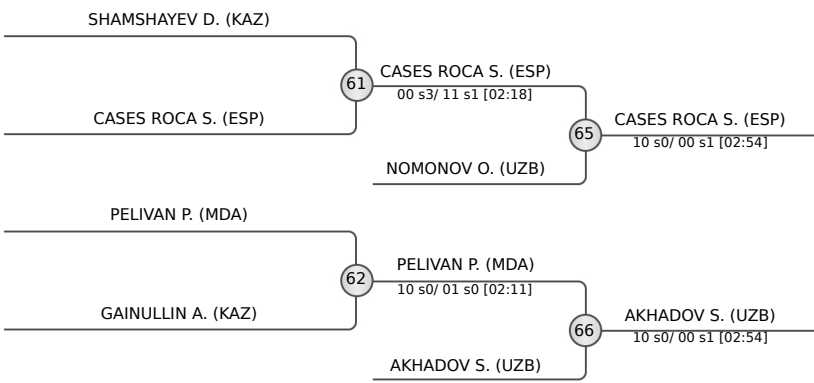 SHAMSHAYEV D. (KAZ)
61
CASES ROCA S. (ESP)
00 s3/ 11 s1 [02:18]
CASES ROCA S. (ESP)
65
CASES ROCA S. (ESP)
10 s0/ 00 s1 [02:54]
NOMONOV O. (UZB)
PELIVAN P. (MDA)
62
PELIVAN P. (MDA)
10 s0/ 01 s0 [02:11]
GAINULLIN A. (KAZ)
66
AKHADOV S. (UZB)
10 s0/ 00 s1 [02:54]
AKHADOV S. (UZB)